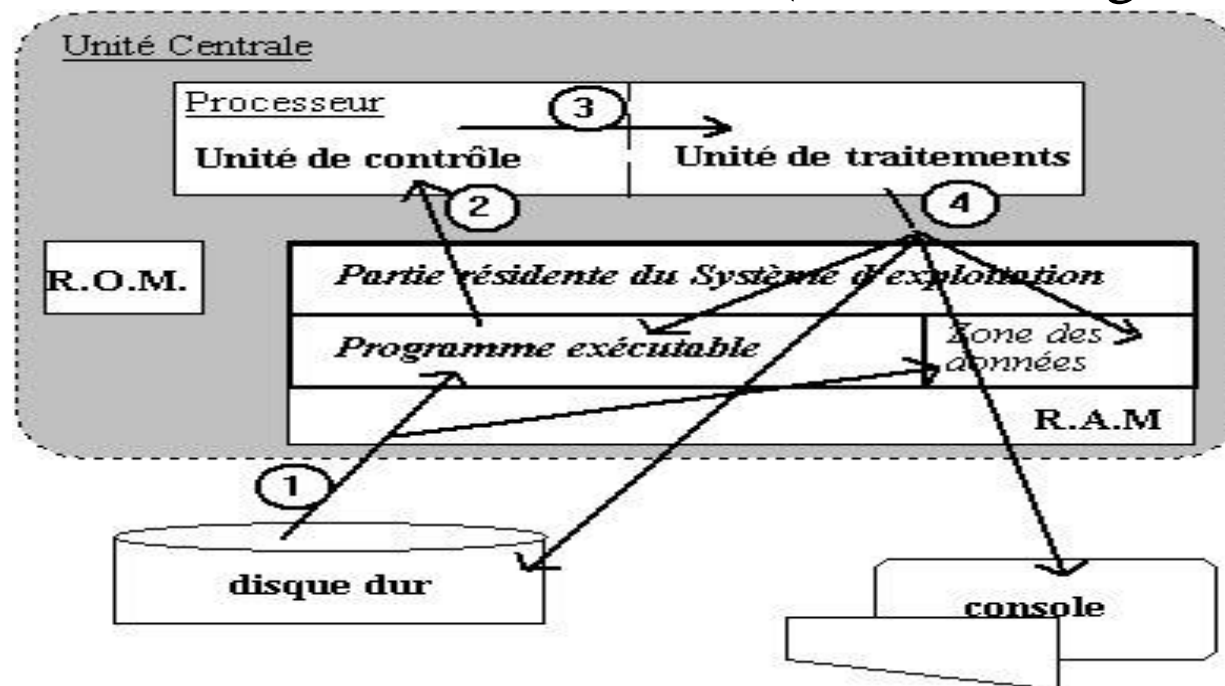 Unité Centrale
Processeur
3
Unité de contrôle
Unité de traitements
2
4
R.O.M.
Partie résidente du Système d'exploitation
Programme exécutable
Zone des
données
R.A.M
1
disque dur
console